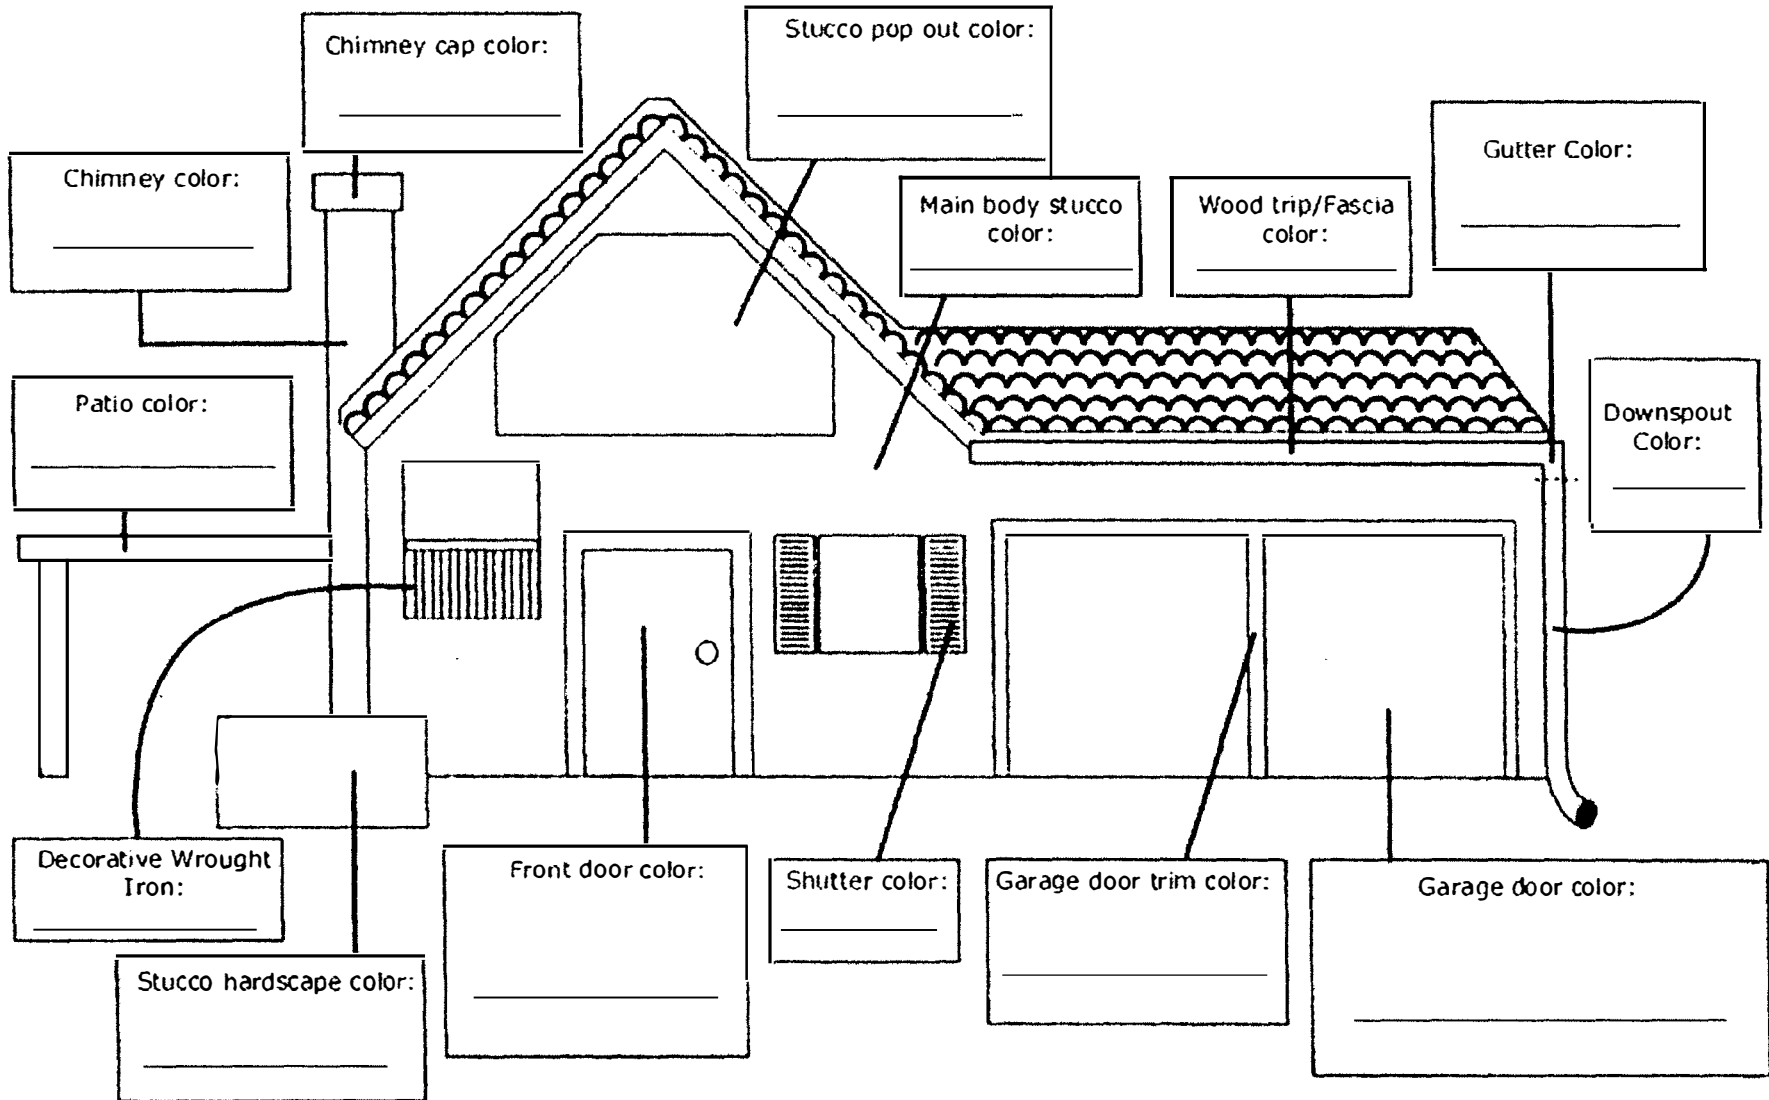 Chimney cap color:
Stucco pop out color:
Gutter Color:
Chimney color:
Main body stucco
color:
Wood trip/Fascia
color:
Patio color:
Downspout
Color:
Decorative Wrought
Iron:
Front door color:
Shutter color:
Garage door trim color:
Garage door color:
Stucco hardscape color: